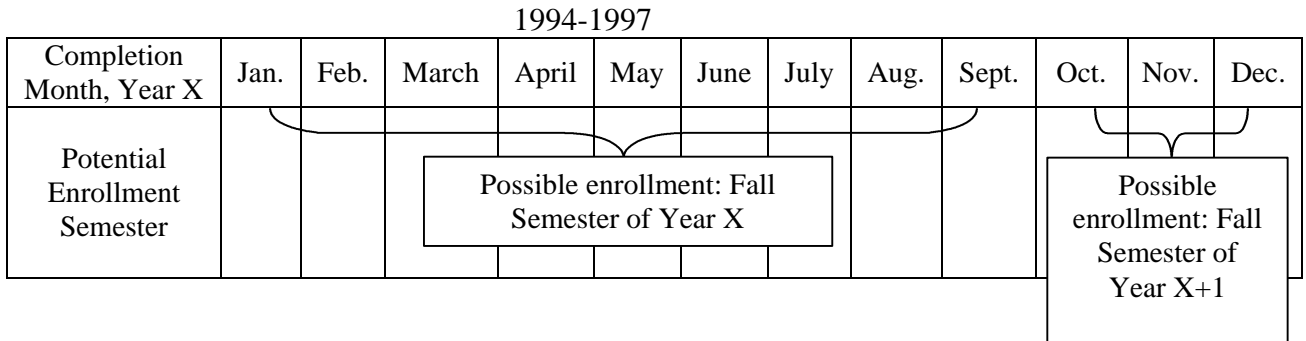 1994-1997
Completion
Month, Year X
Jan.
Feb.
March
April
May
June
July
Aug.
Sept.
Oct.
Nov.
Dec.
Potential
Enrollment
Semester
Possible enrollment: Fall
Semester of Year X
Possible
enrollment: Fall
Semester of
Year X+1